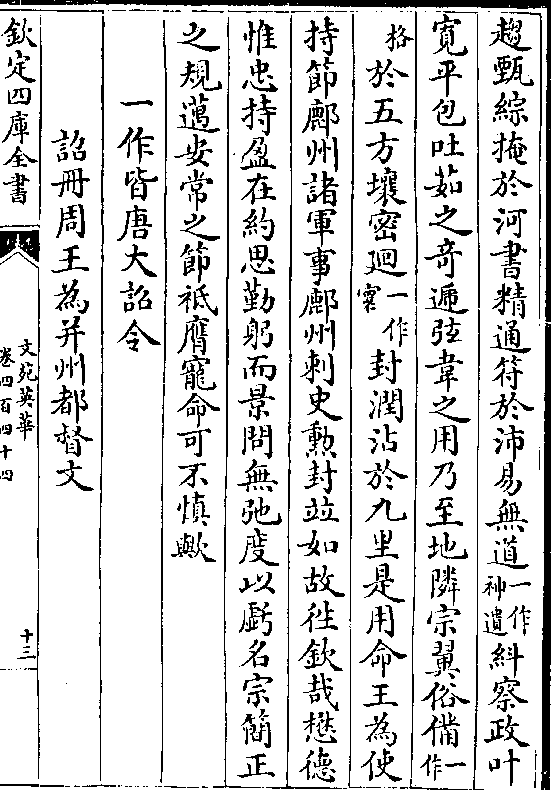 趨甄綜掩於河書精通符於沛易無道一作神遺糾察政叶
寛平包吐茹之竒遞弦韋之用乃至地隣宗翼俗備一作
格於五方壤密迴一作寰封潤沾於九里是用命王為使
持節鄜州諸軍事鄜州刺史勲封竝如故徃欽哉懋德
惟忠持盈在約思勤躬而景問無弛度以虧名宗簡正
之規邁安常之節祗膺寵命可不慎歟
一作皆唐大詔令
詔冊周王為并州都督文
欽定四庫全書
文苑英華
卷四百四十四
十三